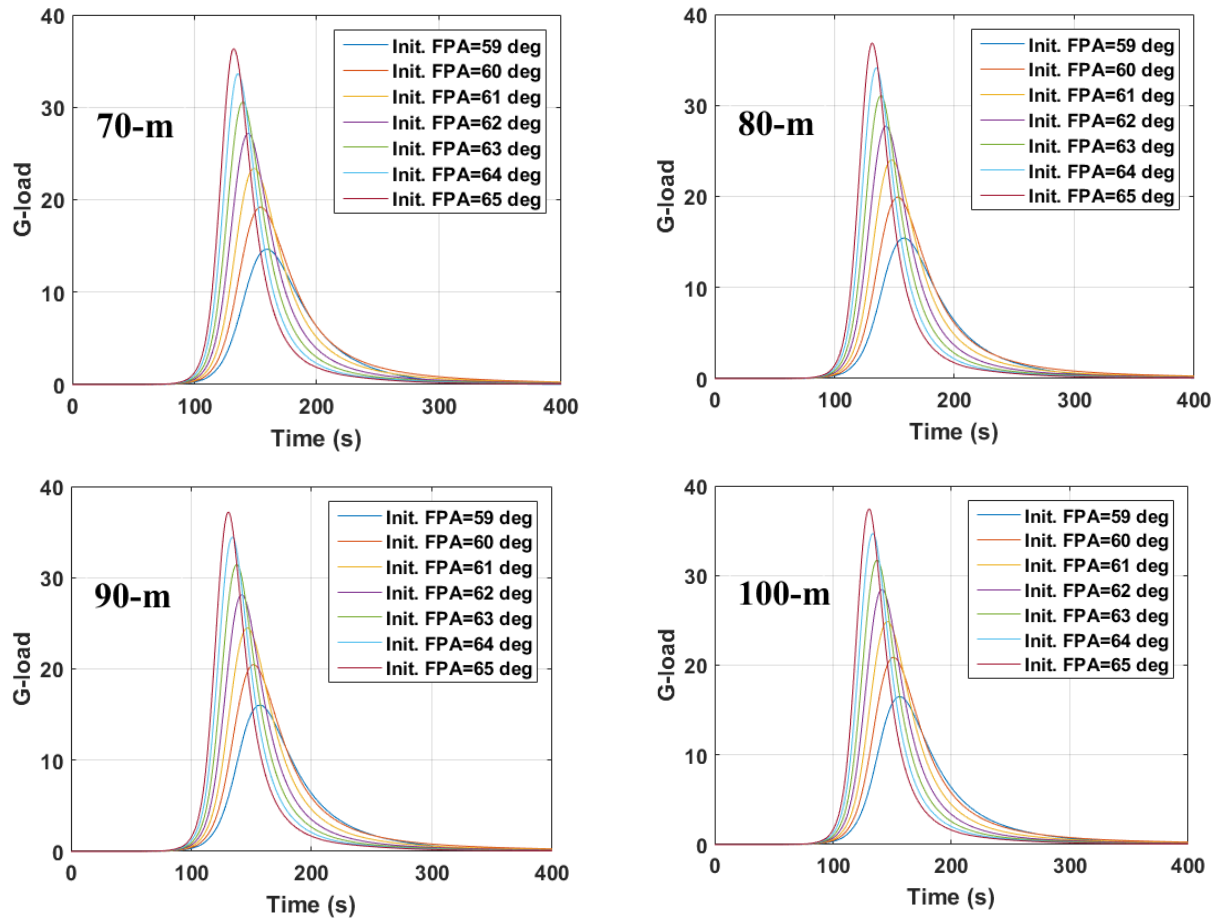 40
30
20
10
0
G-load
70-m
Init. FPA=59 deg
Init. FPA=60 deg
Init. FPA=61 deg
Init. FPA=62 deg
Init. FPA=63 deg
Init. FPA=64 deg
Init. FPA=65 deg
0 100 200 300 400
Time (s)
40
30
20
10
0
G-load
80-m
Init. FPA=59 deg
Init. FPA=60 deg
Init. FPA=61 deg
Init. FPA=62 deg
Init. FPA=63 deg
Init. FPA=64 deg
Init. FPA=65 deg
0 100 200 300 400
Time (s)
40
30
20
10
0
G-load
90-m
Init. FPA=59 deg
Init. FPA=60 deg
Init. FPA=61 deg
Init. FPA=62 deg
Init. FPA=63 deg
Init. FPA=64 deg
Init. FPA=65 deg
0 100 200 300 400
Time (s)
40
30
20
10
0
G-load
100-m
Init. FPA=59 deg
Init. FPA=60 deg
Init. FPA=61 deg
Init. FPA=62 deg
Init. FPA=63 deg
Init. FPA=64 deg
Init. FPA=65 deg
0 100 200 300 400
Time (s)